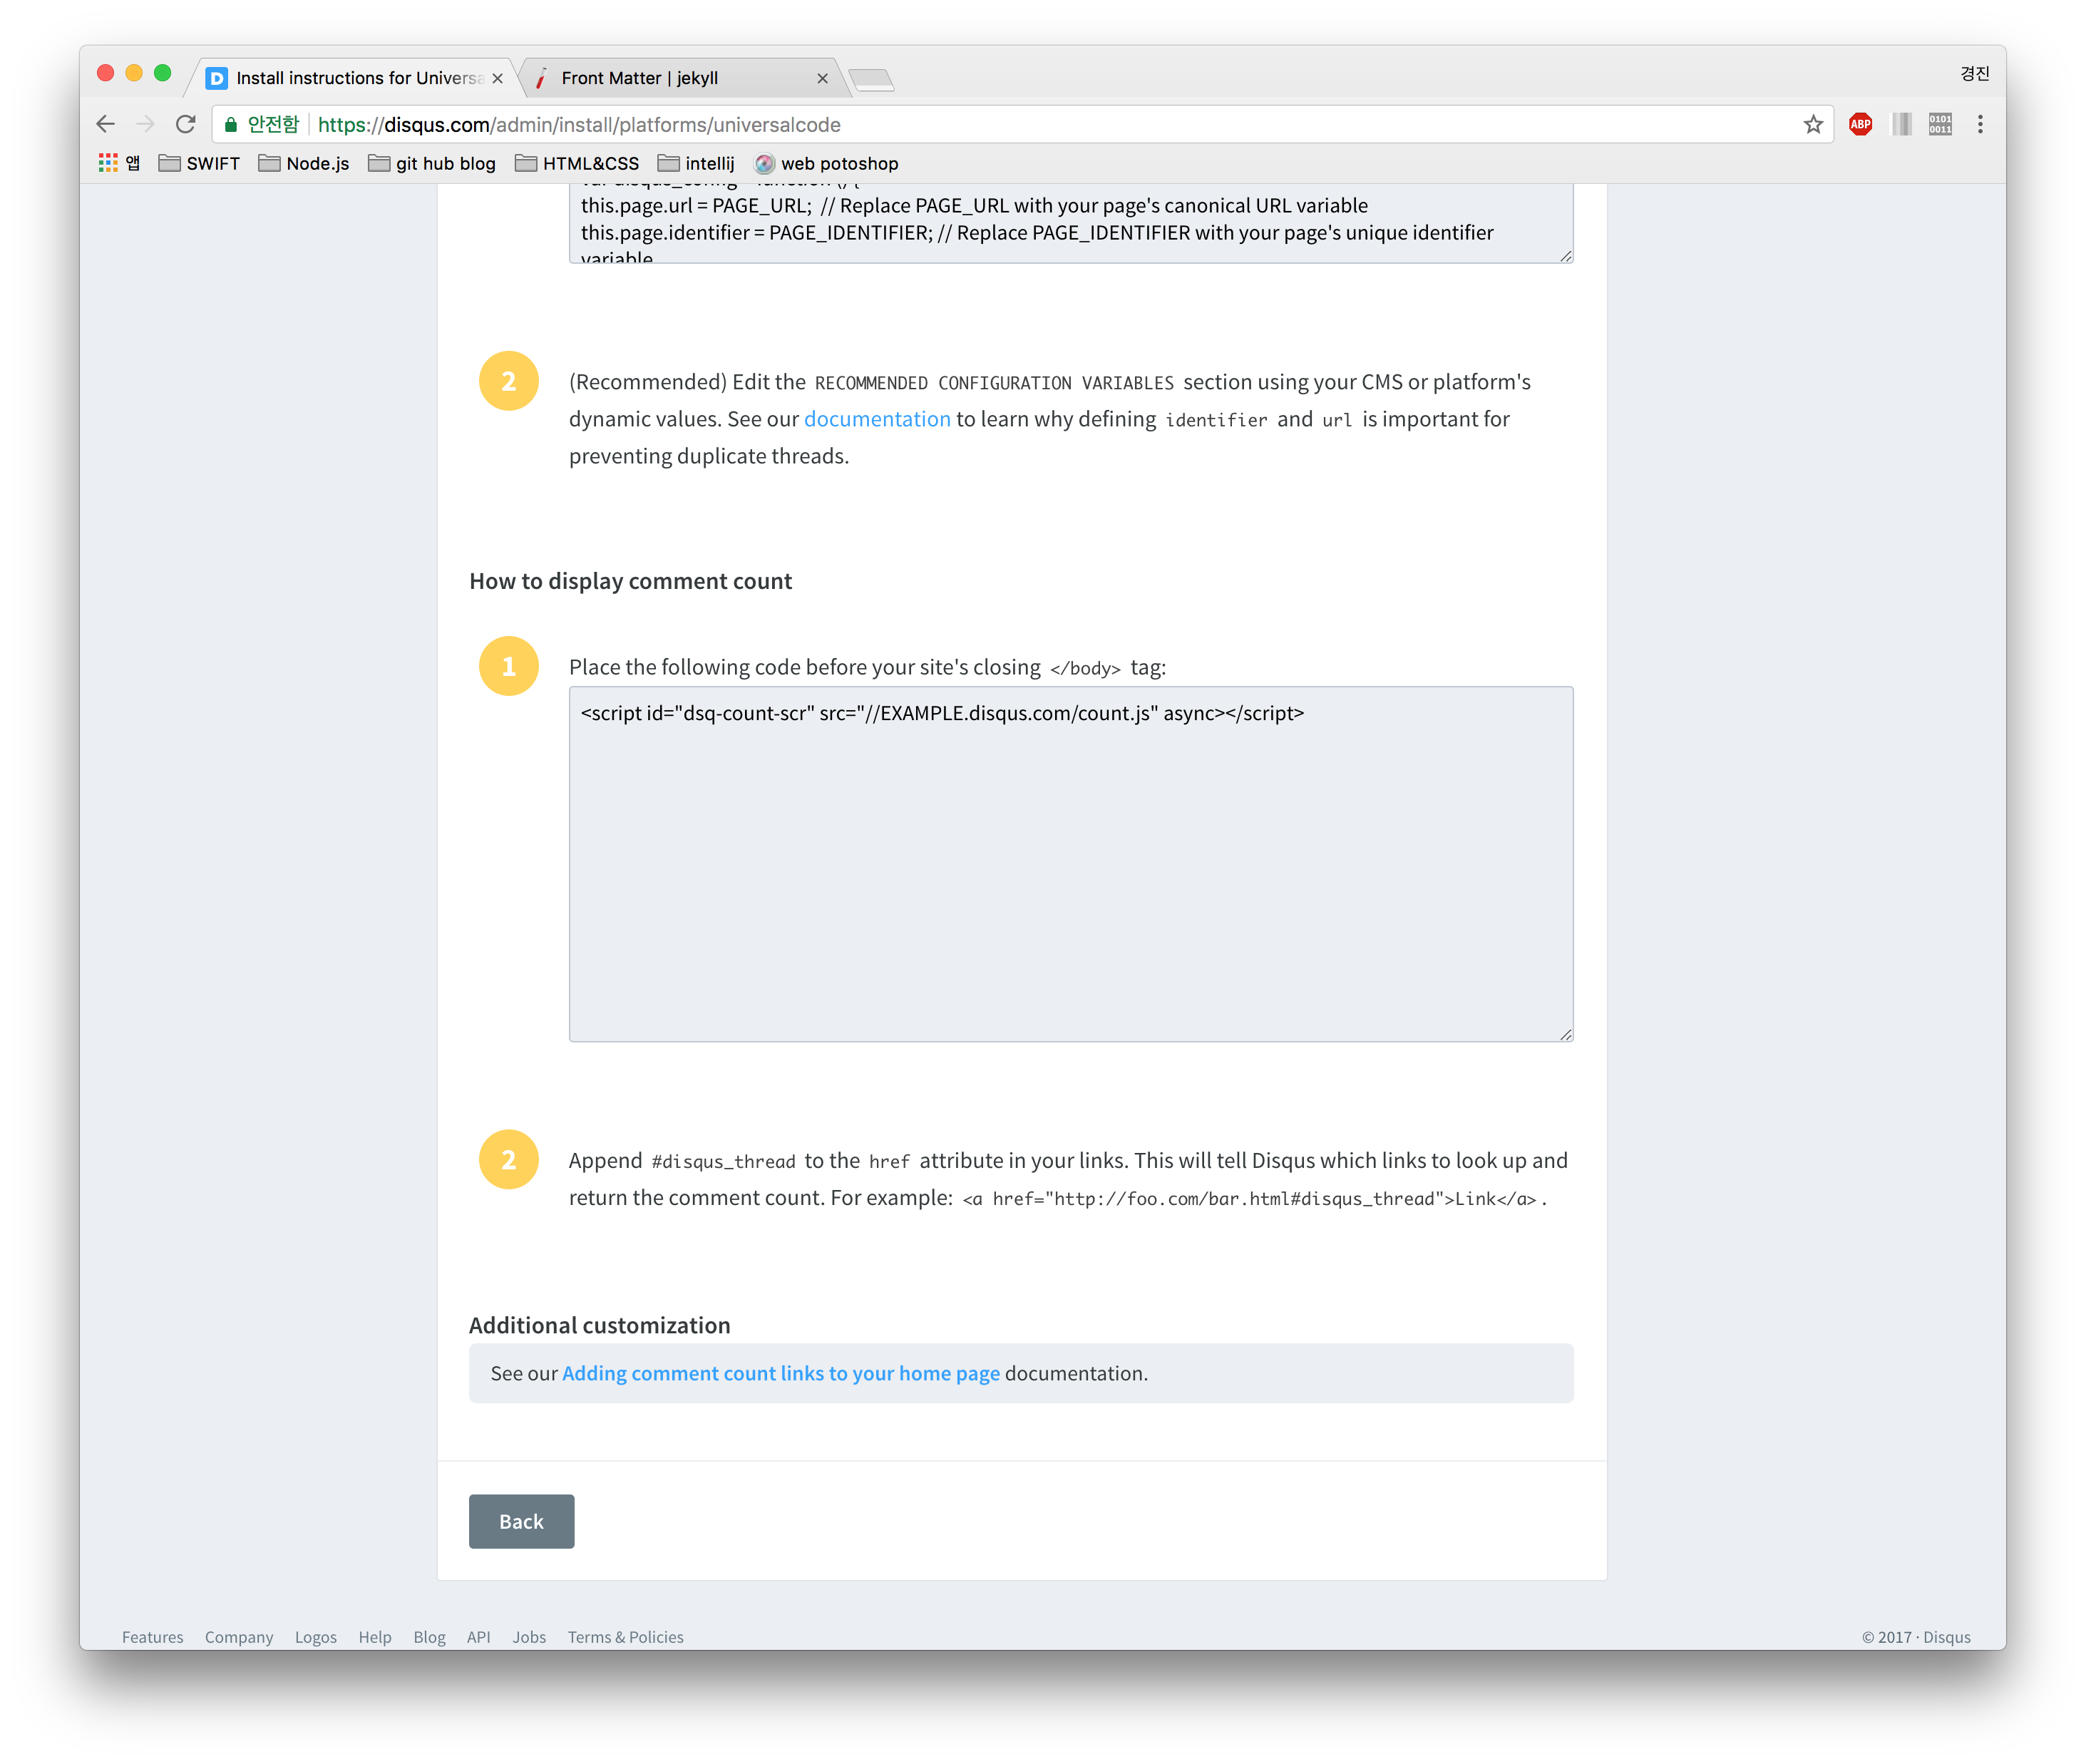 Install instructions for Universa
Front Matter | jekyll
경진
안전함 https://disqus.com/admin/install/platforms/universalcode
ABP
0101
0011
앱 SWIFT Node.js git hub blog HTML&CSS intellij web potoshop
var disqus_config = function () {
this.page.url = PAGE_URL;  // Replace PAGE_URL with your page's canonical URL variable
this.page.identifier = PAGE_IDENTIFIER; // Replace PAGE_IDENTIFIER with your page's unique identifier
variable
2
(Recommended) Edit the RECOMMENDED CONFIGURATION VARIABLES section using your CMS or platform's
dynamic values. See our documentation to learn why defining identifier and url is important for
preventing duplicate threads.
How to display comment count
1
Place the following code before your site's closing </body> tag:
<script id="dsq-count-scr" src="//EXAMPLE.disqus.com/count.js" async></script>
2
Append #disqus_thread to the href attribute in your links. This will tell Disqus which links to look up and
return the comment count. For example: <a href="http://foo.com/bar.html#disqus_thread">Link</a>.
Additional customization
See our Adding comment count links to your home page documentation.
Back
Features Company Logos Help Blog API Jobs Terms & Policies
© 2017 · Disqus